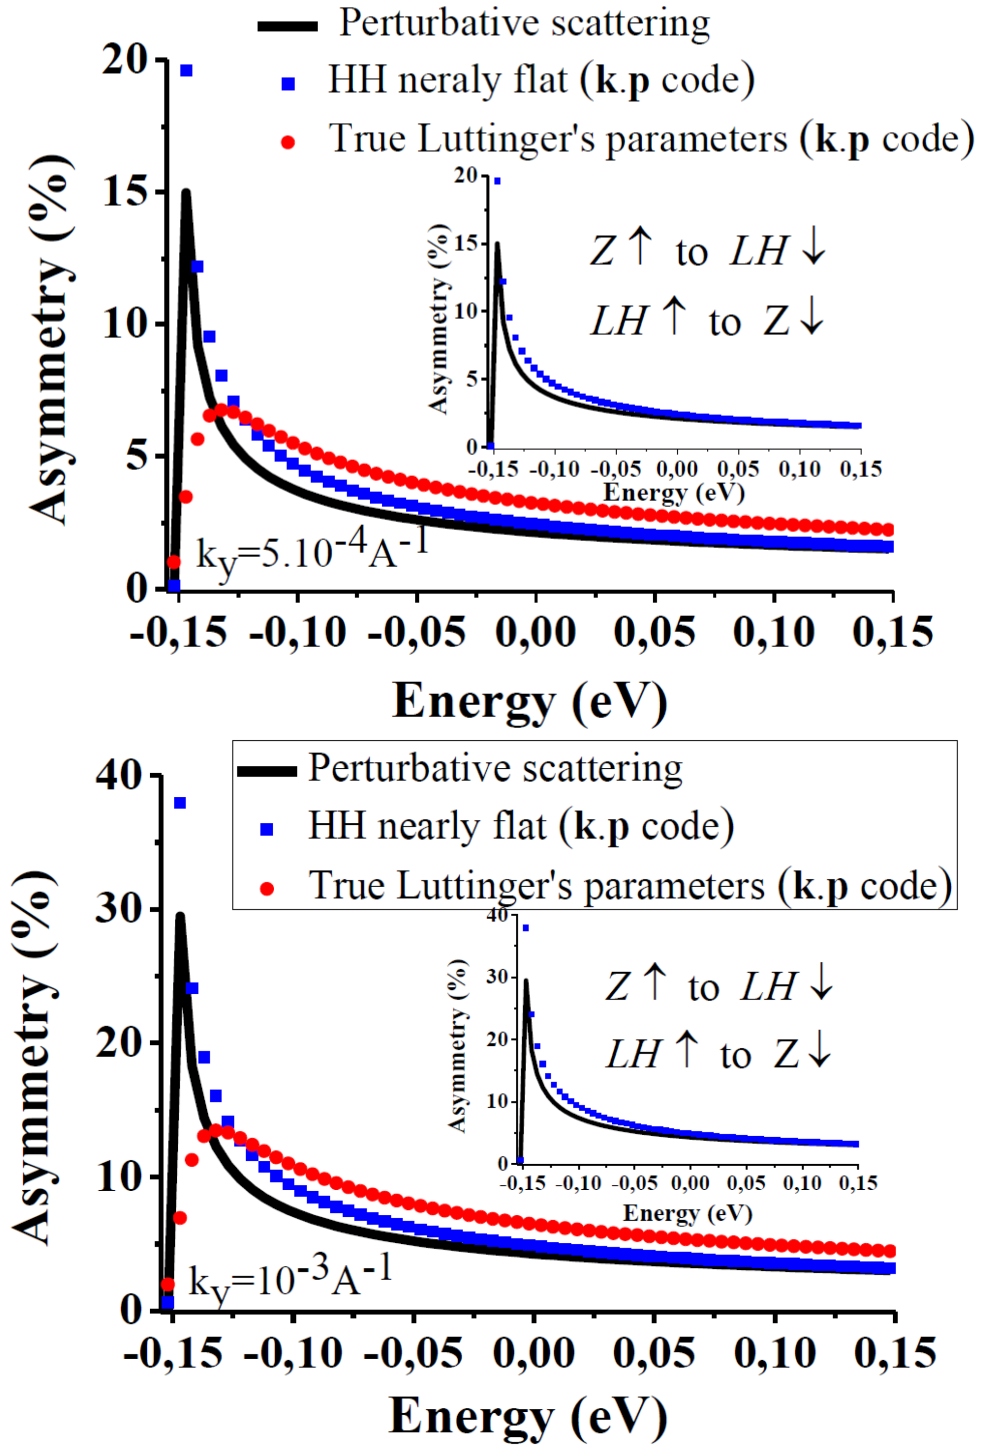 Perturbative scattering
HH neraly flat (k.p code)
True Luttinger's parameters (k.p code)
20
15
10
5
0
Asymmetry (%)
-0,15 -0,10 -0,05 0,00 0,05 0,10 0,15
Energy (eV)
k_y=5.10^-4A^-1
20
15
10
5
0
Asymmetry (%)
Z ↑ to LH ↓
LH ↑ to Z ↓
-0,15 -0,10 -0,05 0,00 0,05 0,10 0,15
Energy (eV)
Perturbative scattering
HH nearly flat (k.p code)
True Luttinger's parameters (k.p code)
40
30
20
10
0
Asymmetry (%)
-0,15 -0,10 -0,05 0,00 0,05 0,10 0,15
Energy (eV)
k_y=10^-3A^-1
40
30
20
10
0
Asymmetry (%)
Z ↑ to LH ↓
LH ↑ to Z ↓
-0,15 -0,10 -0,05 0,00 0,05 0,10 0,15
Energy (eV)